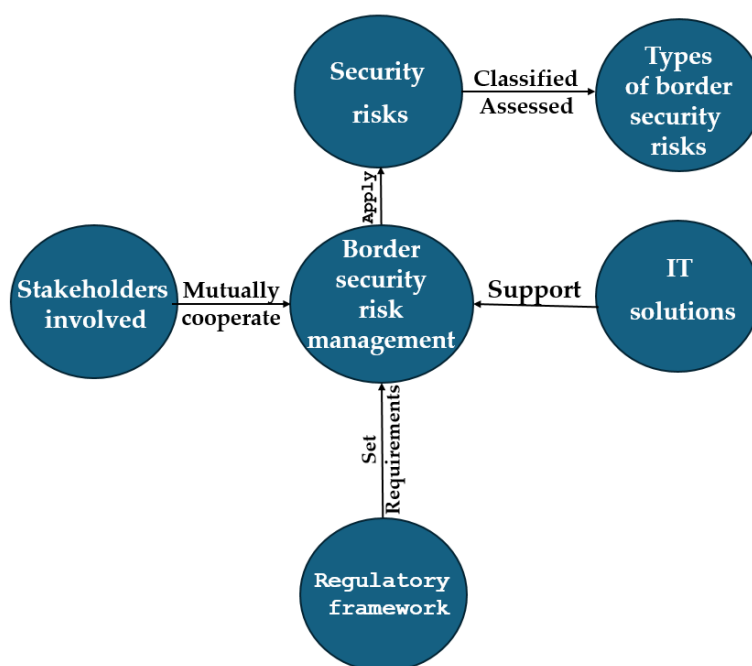 Security
risks
Classified
Assessed
Types
of border
security
risks
Apply
Stakeholders
involved
Mutually
cooperate
Border
security
risk
management
Support
IT
solutions
Set
Requirements
Regulatory
framework